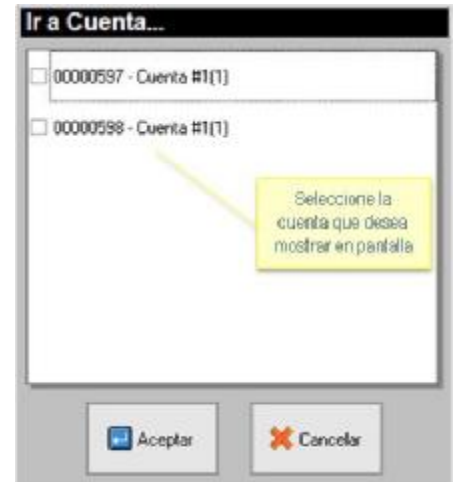 Ir a Cuenta...
00000597 - Cuenta #1(1)
00000598 - Cuenta #1(1)
Seleccione la
cuenta que desea
mostrar en pantalla
Aceptar
Cancelar